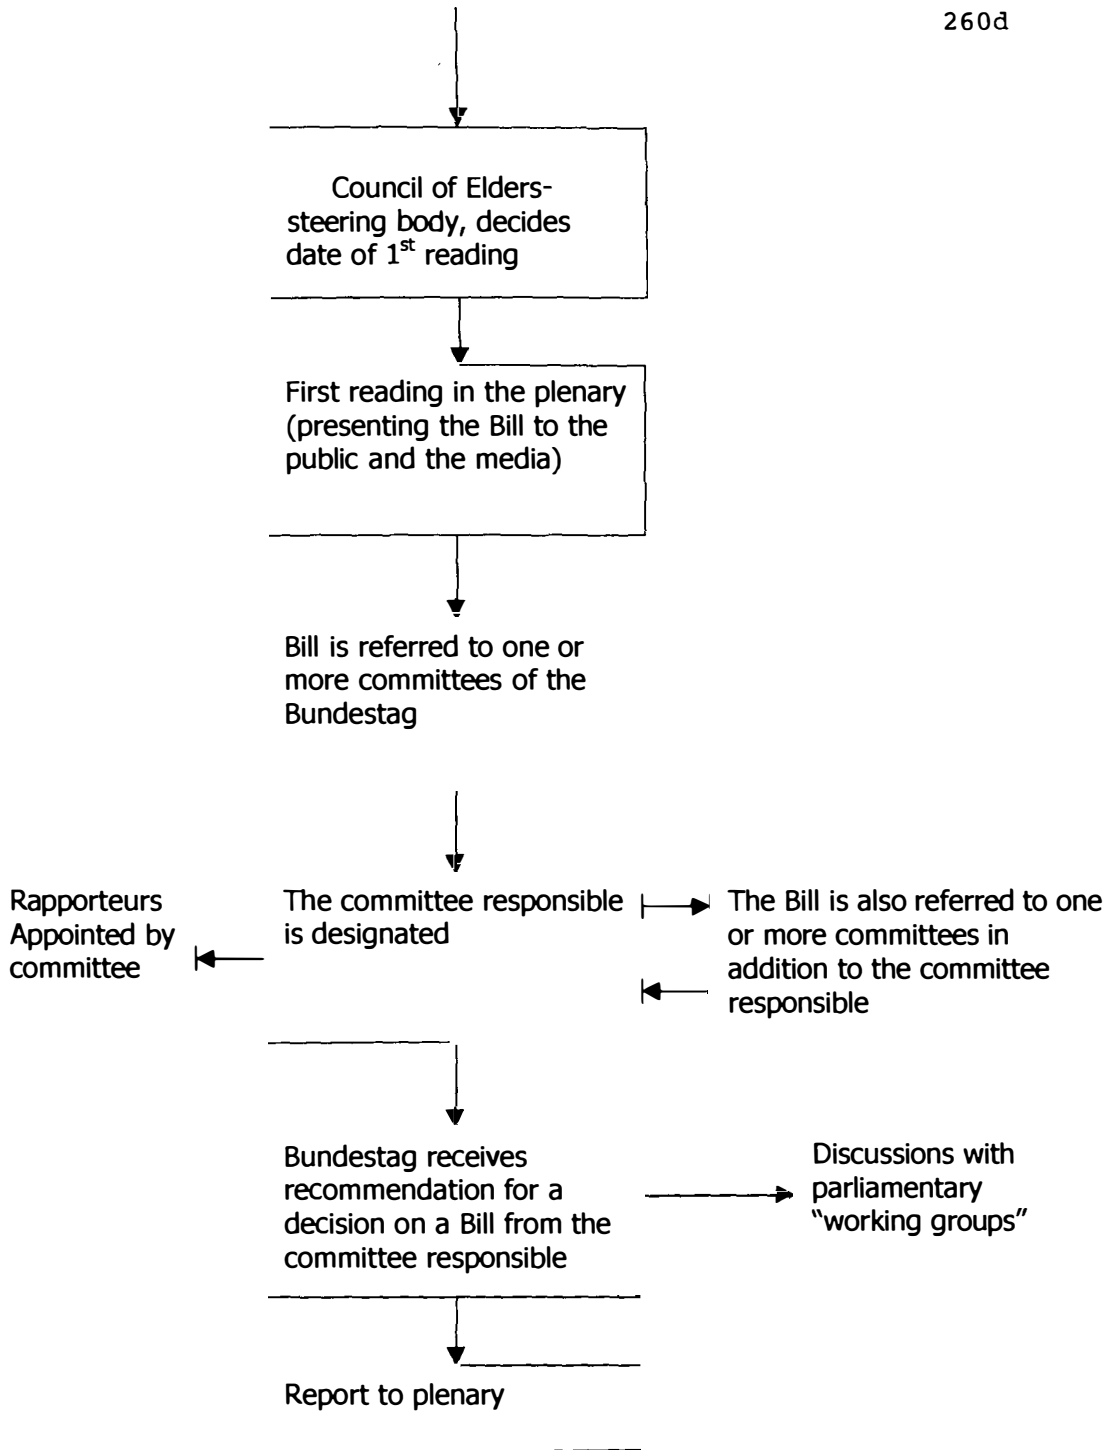 260d
Council of Elders-
steering body, decides
date of 1st reading
First reading in the plenary
(presenting the Bill to the
public and the media)
Bill is referred to one or
more committees of the
Bundestag
Rapporteurs
Appointed by
committee
The committee responsible
is designated
The Bill is also referred to one
or more committees in
addition to the committee
responsible
Bundestag receives
recommendation for a
decision on a Bill from the
committee responsible
Discussions with
parliamentary
“working groups”
Report to plenary